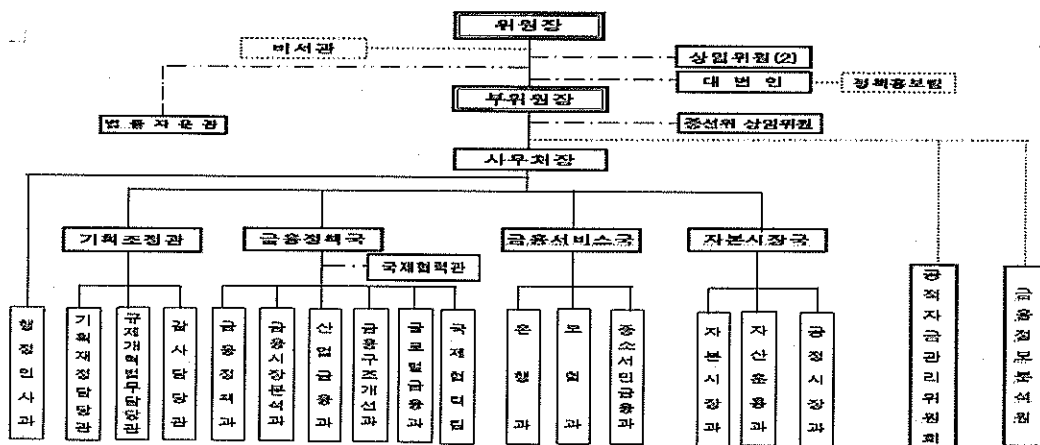 위원장
비서관
상임위원(2)
대 변 인
정책홍보팀
부위원장
법 률 자 문 관
증선위 상임위원
사무처장
기획조정관
금융정책국
금융서비스국
자본시장국
국제협력관
행정인사과
기획재정담당관
규제개혁법무담당관
감사담당관
금융정책과
금융시장분석과
산업금융과
금융구조개선과
글로벌금융과
국제협력팀
은행과
보험과
중소서민금융과
자본시장과
자산운용과
공정시장과
공적자금관리위원회
금융정보분석원